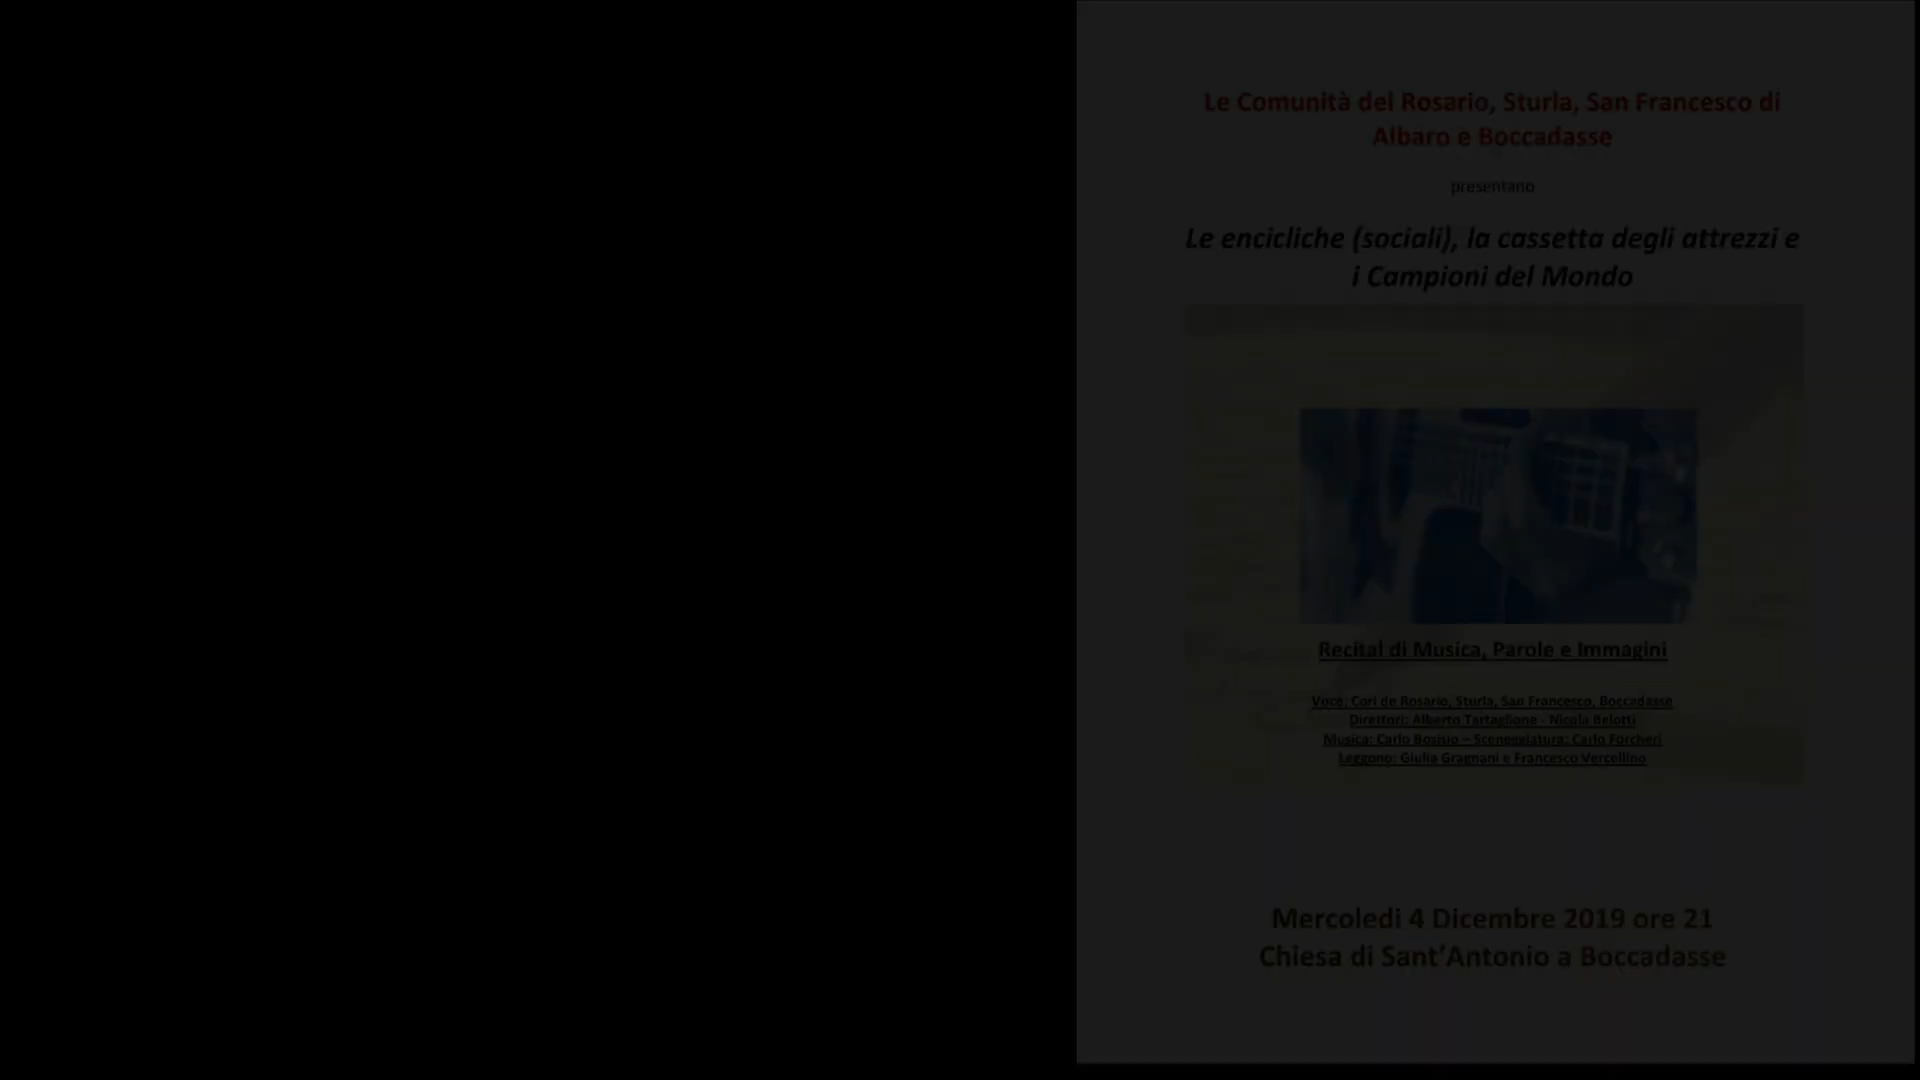 Le Comunità del Rosario, Sturla, San Francesco di
Albaro e Boccadasse
presentano
Le encicliche (sociali), la cassetta degli attrezzi e
i Campioni del Mondo
Recital di Musica, Parole e Immagini
Voce: Cori de Rosario, Sturla, San Francesco, Boccadasse
Direttori: Alberto Tartaglione - Nicola Belotti
Musica: Carlo Bosisio – Sceneggiatura: Carlo Forcheri
Leggono: Giulia Gragnani e Francesco Vercellino
Mercoledi 4 Dicembre 2019 ore 21
Chiesa di Sant’Antonio a Boccadasse